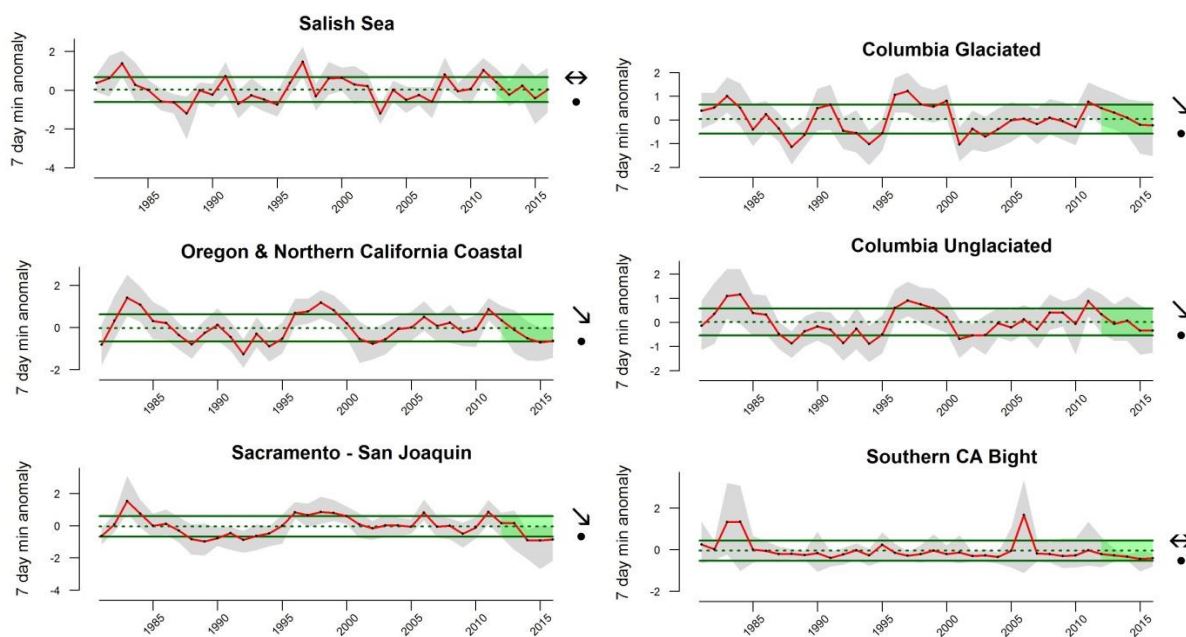 Salish Sea
7 day min anomaly
2
0
-2
-4
1985 1990 1995 2000 2005 2010 2015
Columbia Glaciated
7 day min anomaly
2
1
0
-1
-2
1985 1990 1995 2000 2005 2010 2015
Oregon & Northern California Coastal
7 day min anomaly
2
0
-2
1985 1990 1995 2000 2005 2010 2015
Columbia Unglaciated
7 day min anomaly
2
1
0
-1
-2
1985 1990 1995 2000 2005 2010 2015
Sacramento - San Joaquin
7 day min anomaly
2
0
-2
-4
1985 1990 1995 2000 2005 2010 2015
Southern CA Bight
7 day min anomaly
2
0
-2
1985 1990 1995 2000 2005 2010 2015